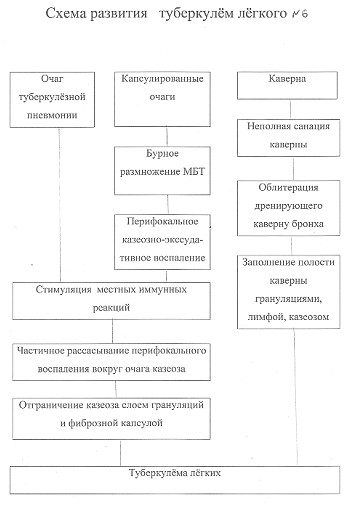 Схема развития туберкулём лёгкого №6
Очаг
туберкулёзной
пневмонии
Капсулированные
очаги
Каверна
Неполная санация
каверны
Бурное
размножение МБТ
Облитерация
дренирующего
каверну бронха
Перифокальное
казеозно-экссуда-
тивное воспаление
Заполнение полости
каверны
грануляциями,
лимфой, казеозом
Стимуляция местных иммунных
реакций
Частичное рассасывание перифокального
воспаления вокруг очага казеоза
Отграничение казеоза слоем грануляций
и фиброзной капсулой
Туберкулёма лёгких